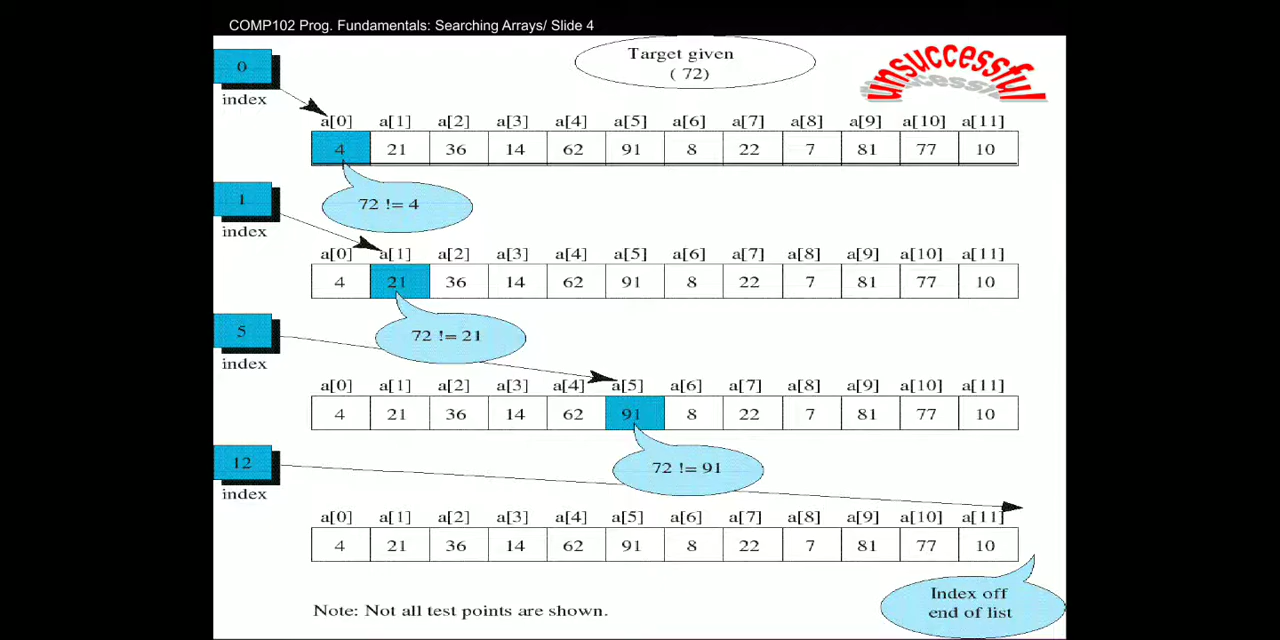 COMP102 Prog. Fundamentals: Searching Arrays/ Slide 4
Target given
( 72)
unsuccessful
0
index
a[0] a[1] a[2] a[3] a[4] a[5] a[6] a[7] a[8] a[9] a[10] a[11]
4 21 36 14 62 91 8 22 7 81 77 10
72 != 4
1
index
a[0] a[1] a[2] a[3] a[4] a[5] a[6] a[7] a[8] a[9] a[10] a[11]
4 21 36 14 62 91 8 22 7 81 77 10
72 != 21
5
index
a[0] a[1] a[2] a[3] a[4] a[5] a[6] a[7] a[8] a[9] a[10] a[11]
4 21 36 14 62 91 8 22 7 81 77 10
72 != 91
12
index
a[0] a[1] a[2] a[3] a[4] a[5] a[6] a[7] a[8] a[9] a[10] a[11]
4 21 36 14 62 91 8 22 7 81 77 10
Index off
end of list
Note: Not all test points are shown.